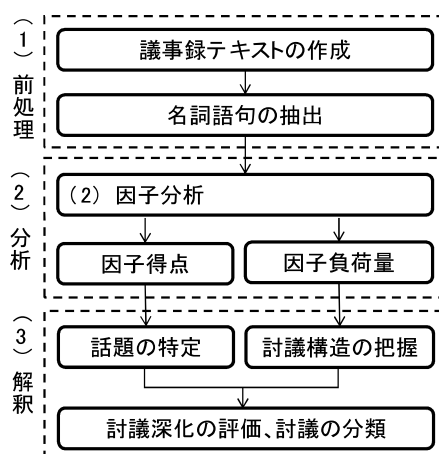 (1)前処理
議事録テキストの作成
名詞語句の抽出
(2)分析
(2)因子分析
因子得点
因子負荷量
(3)解釈
話題の特定
討議構造の把握
討議深化の評価、討議の分類